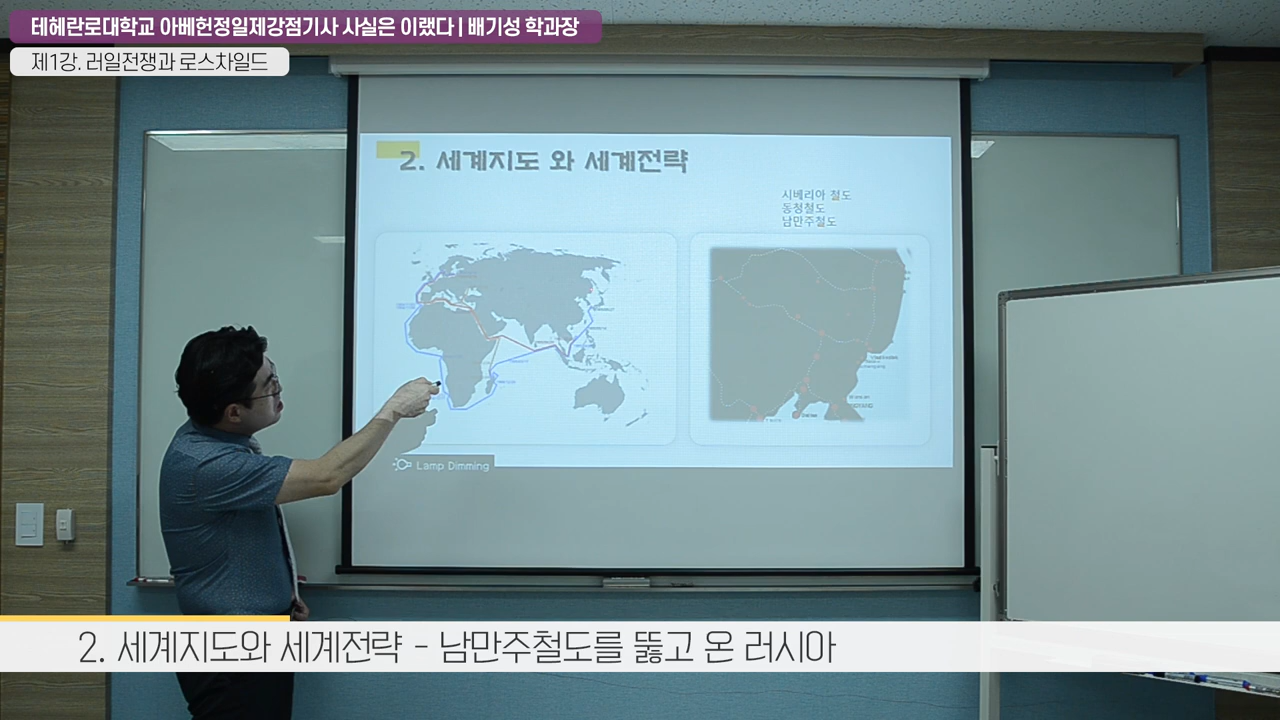 테헤란로대학교 아베헌정일제강점기사 사실은 이랬다 | 배기성 학과장
제1강. 러일전쟁과 로스차일드
2. 세계지도 와 세계전략
시베리아 철도
동청철도
남만주철도
Lamp Dimming
2. 세계지도와 세계전략 - 남만주철도를 뚫고 온 러시아